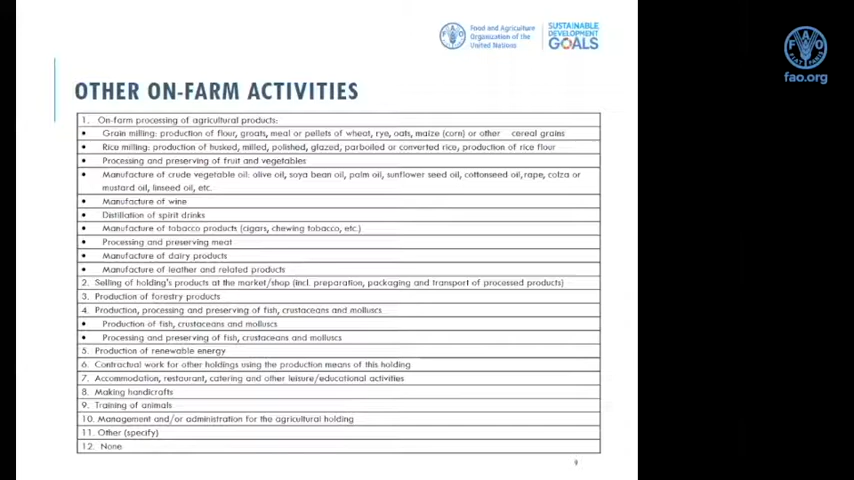 Food and Agriculture
Organization of the
United Nations
SUSTAINABLE
DEVELOPMENT
GOALS
FAO
FIAT PANIS
fao.org
OTHER ON-FARM ACTIVITIES
1. On-farm processing of agricultural products:
• Grain milling: production of flour, groats, meal or pellets of wheat, rye, oats, maize (corn) or other cereal grains
• Rice milling: production of husked, milled, polished, glazed, parboiled or converted rice, production of rice flour
• Processing and preserving of fruit and vegetables
• Manufacture of crude vegetable oil: olive oil, soya bean oil, palm oil, sunflower seed oil, cottonseed oil, rape, colza or
mustard oil, linseed oil, etc.
• Manufacture of wine
• Distillation of spirit drinks
• Manufacture of tobacco products (cigars, chewing tobacco, etc.)
• Processing and preserving meat
• Manufacture of dairy products
• Manufacture of leather and related products
2. Selling of holding's products at the market/shop (incl. preparation, packaging and transport of processed products)
3. Production of forestry products
4. Production, processing and preserving of fish, crustaceans and molluscs
• Production of fish, crustaceans and molluscs
• Processing and preserving of fish, crustaceans and molluscs
5. Production of renewable energy
6. Contractual work for other holdings using the production means of this holding
7. Accommodation, restaurant, catering and other leisure/educational activities
8. Making handicrafts
9. Training of animals
10. Management and/or administration for the agricultural holding
11. Other (specify)
12. None
9